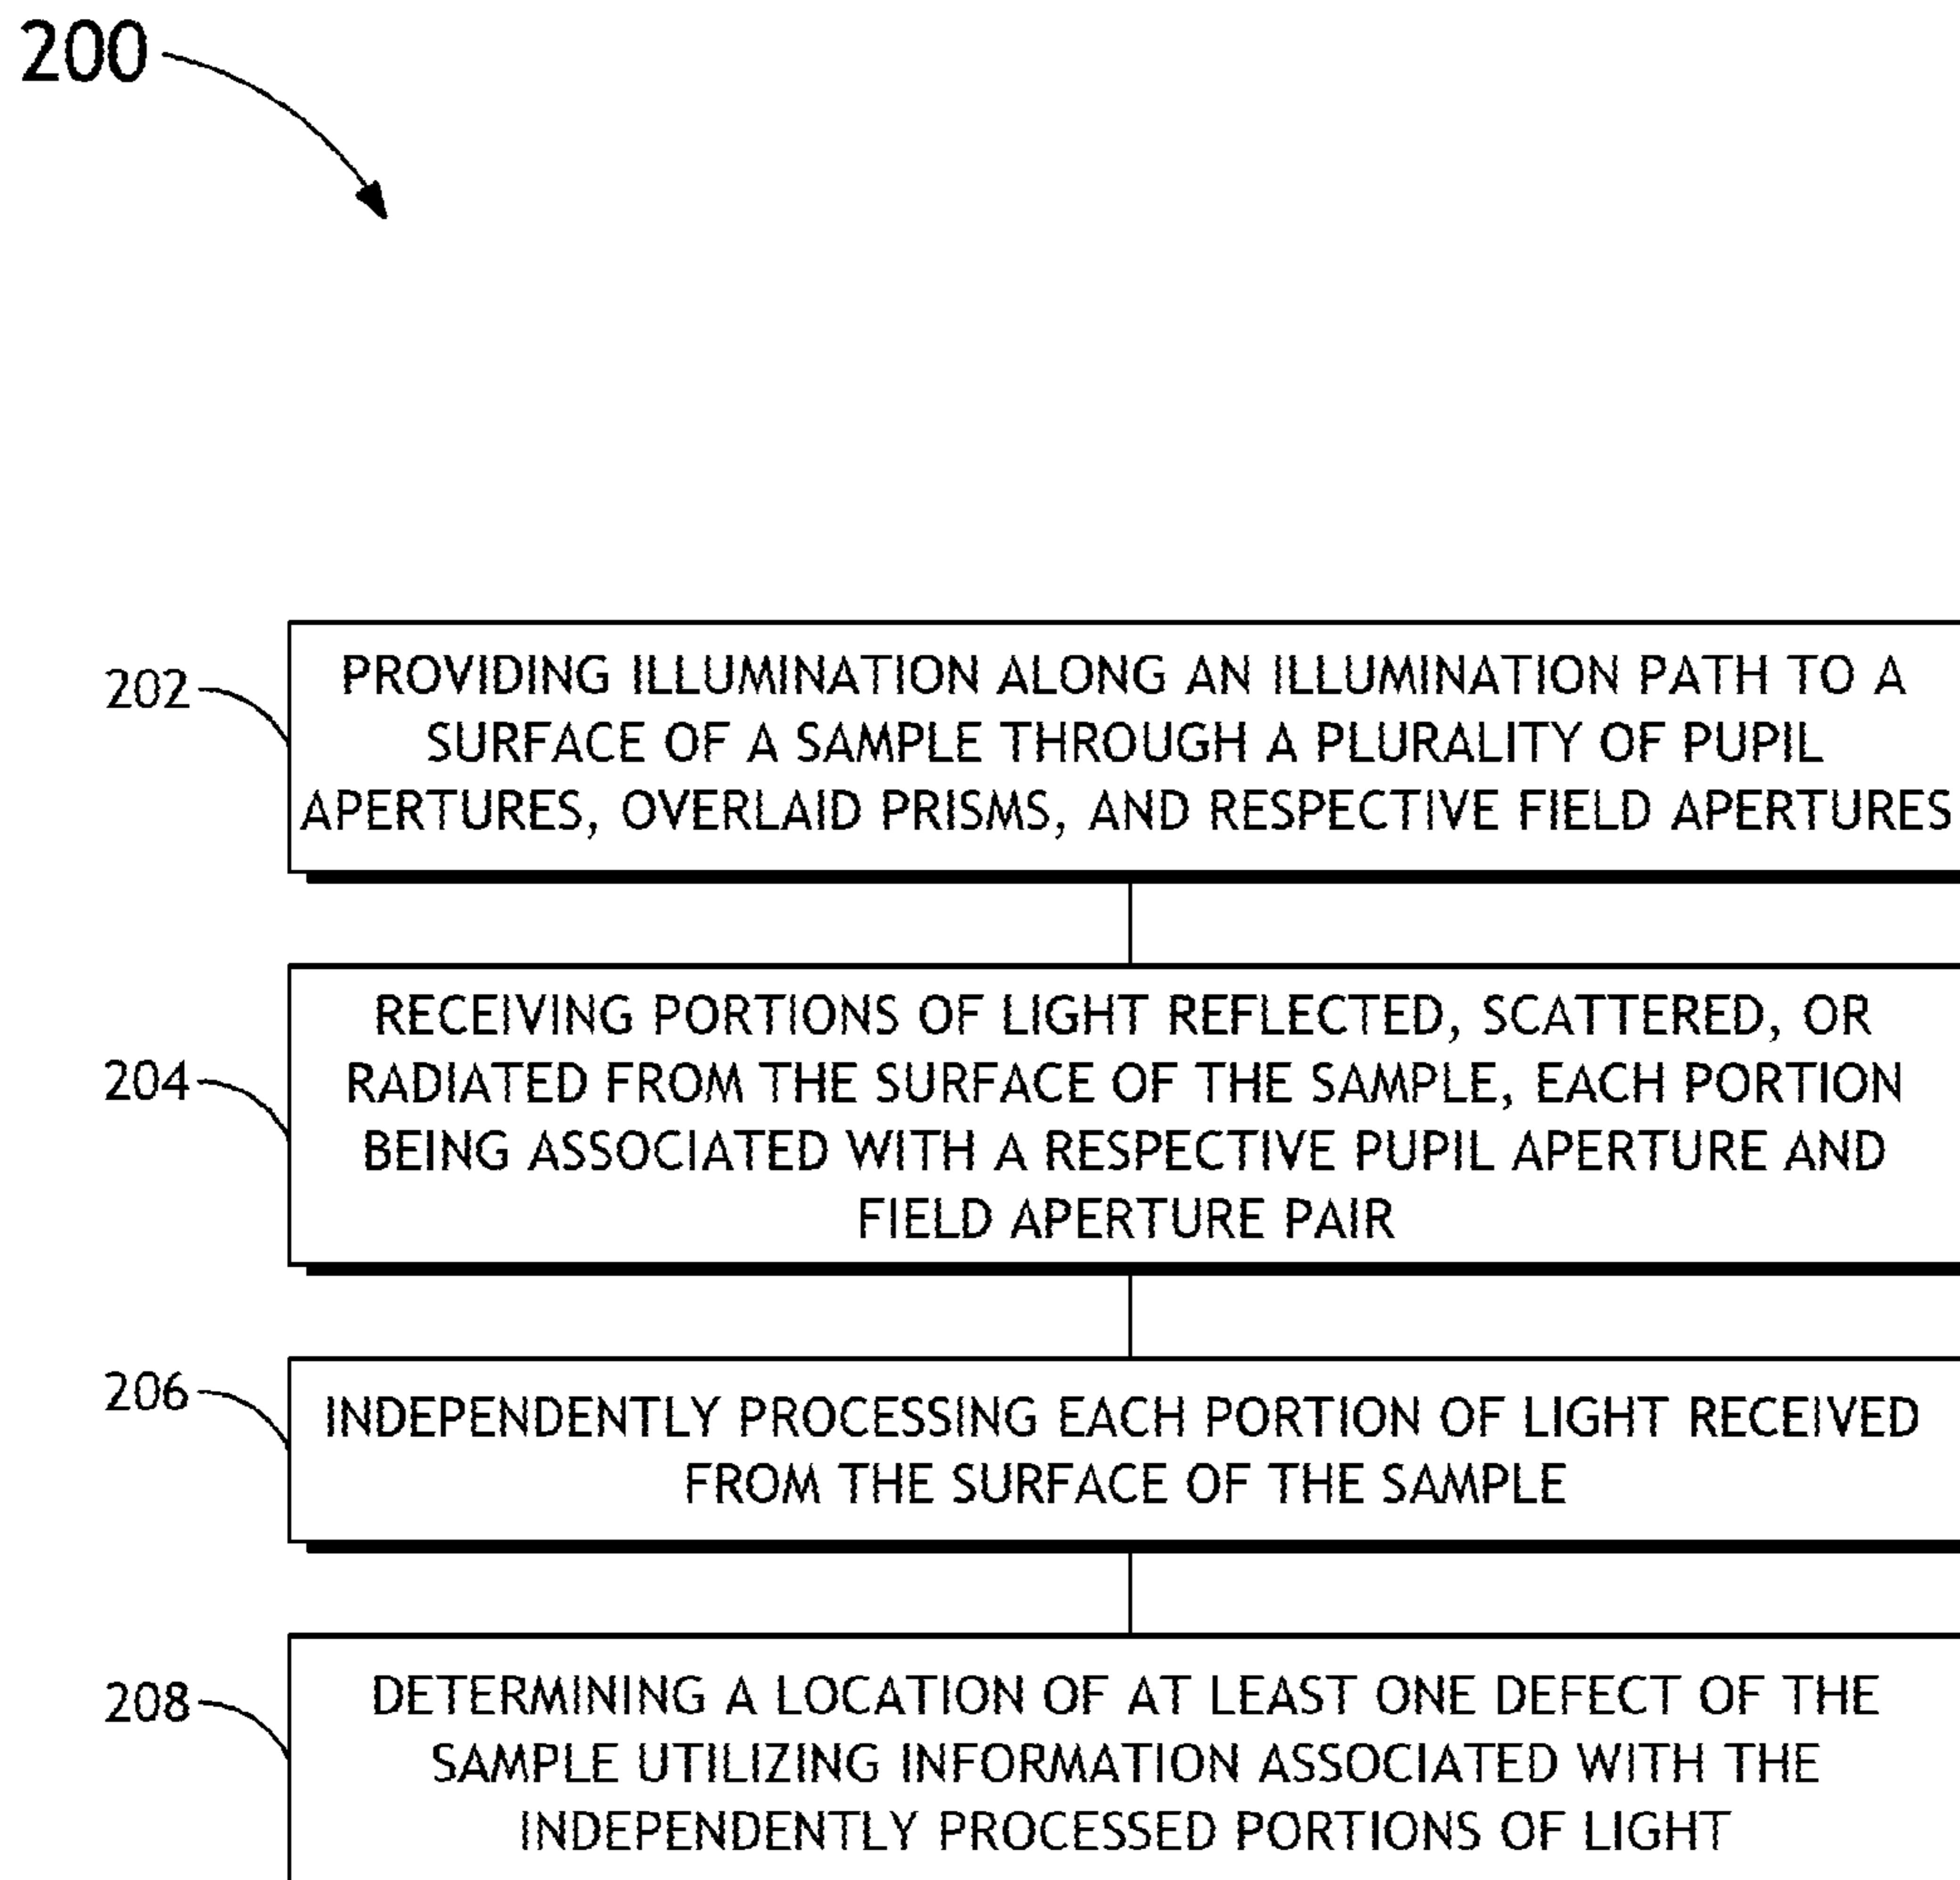 200
202
PROVIDING ILLUMINATION ALONG AN ILLUMINATION PATH TO A
SURFACE OF A SAMPLE THROUGH A PLURALITY OF PUPIL
APERTURES, OVERLAID PRISMS, AND RESPECTIVE FIELD APERTURES
204
RECEIVING PORTIONS OF LIGHT REFLECTED, SCATTERED, OR
RADIATED FROM THE SURFACE OF THE SAMPLE, EACH PORTION
BEING ASSOCIATED WITH A RESPECTIVE PUPIL APERTURE AND
FIELD APERTURE PAIR
206
INDEPENDENTLY PROCESSING EACH PORTION OF LIGHT RECEIVED
FROM THE SURFACE OF THE SAMPLE
208
DETERMINING A LOCATION OF AT LEAST ONE DEFECT OF THE
SAMPLE UTILIZING INFORMATION ASSOCIATED WITH THE
INDEPENDENTLY PROCESSED PORTIONS OF LIGHT